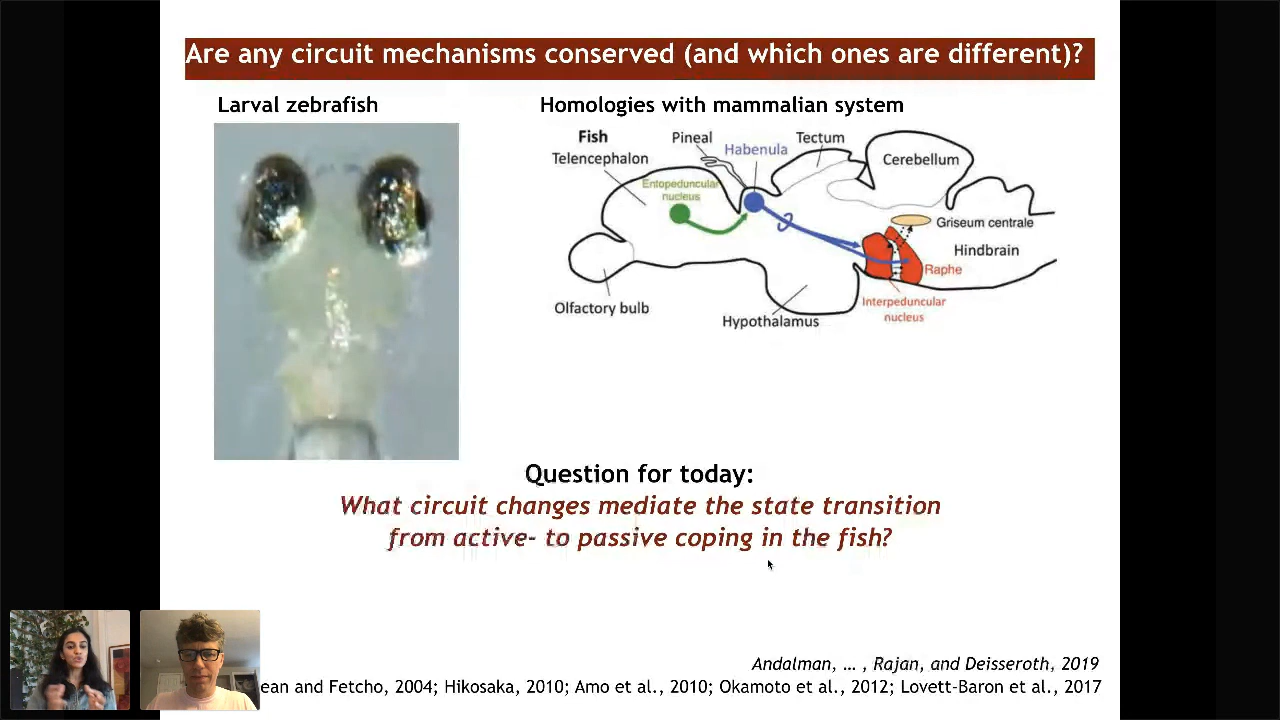 Are any circuit mechanisms conserved (and which ones are different)?
Larval zebrafish
Homologies with mammalian system
Fish
Telencephalon
Pineal
Habenula
Tectum
Cerebellum
Entopeduncular
nucleus
Griseum centrale
Hindbrain
Raphe
Interpeduncular
nucleus
Olfactory bulb
Hypothalamus
Question for today:
What circuit changes mediate the state transition
from active- to passive coping in the fish?
Andalman, … , Rajan, and Deisseroth, 2019
ean and Fetcho, 2004; Hikosaka, 2010; Amo et al., 2010; Okamoto et al., 2012; Lovett-Baron et al., 2017